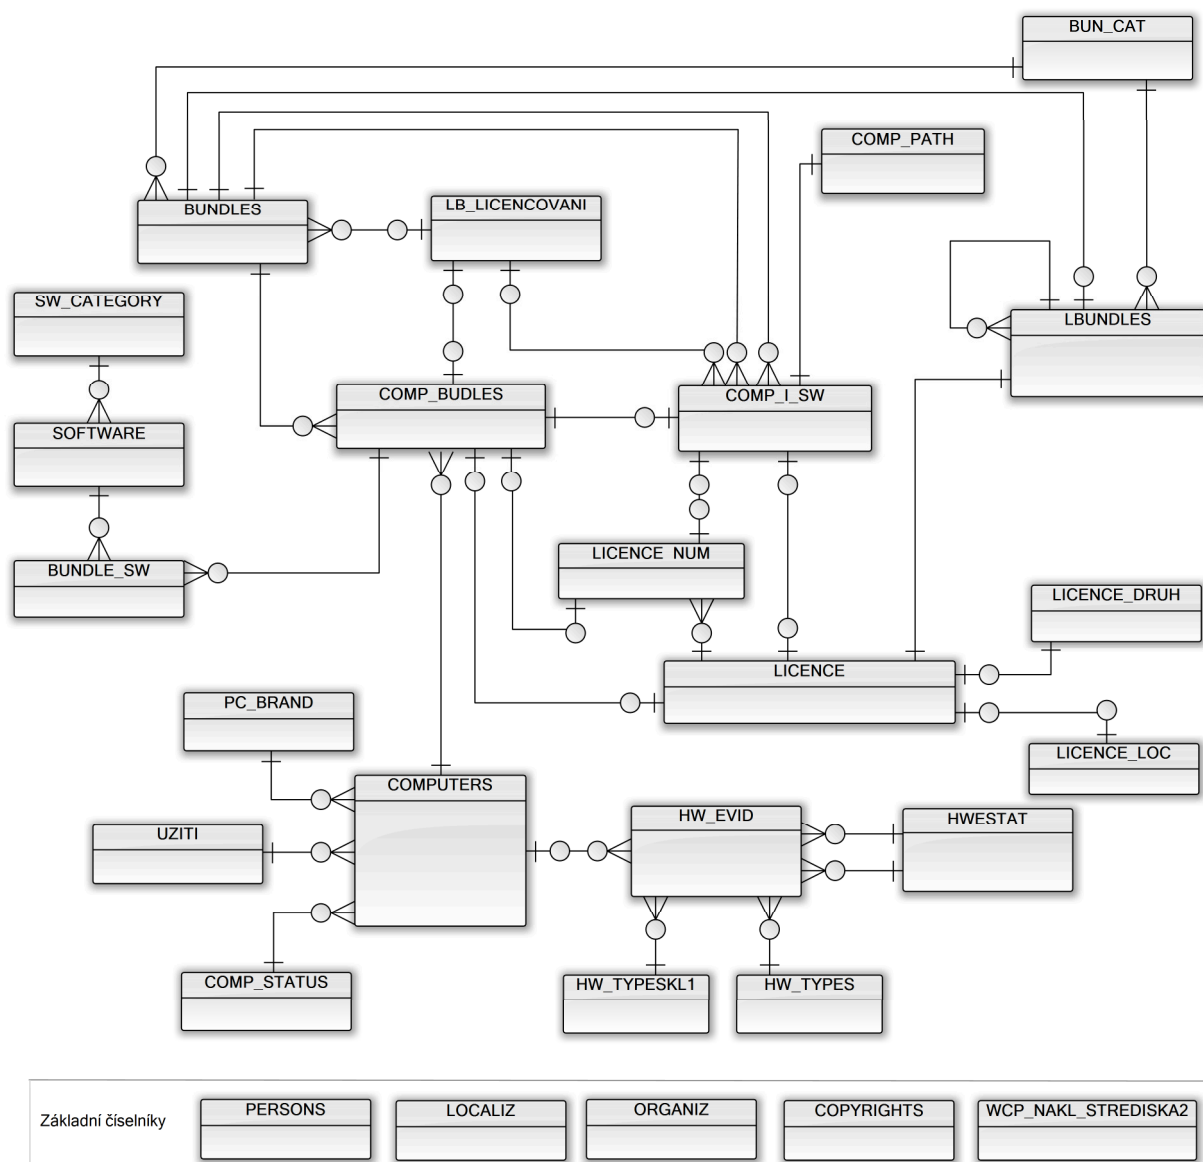 BUN_CAT
COMP_PATH
BUNDLES
LB_LICENCOVANI
SW_CATEGORY
LBUNDLES
COMP_BUDLES
COMP_I_SW
SOFTWARE
LICENCE_NUM
BUNDLE_SW
LICENCE_DRUH
LICENCE
PC_BRAND
LICENCE_LOC
COMPUTERS
HW_EVID
HWESTAT
UZITI
COMP_STATUS
HW_TYPESKL1
HW_TYPES
Základní číselníky
PERSONS
LOCALIZ
ORGANIZ
COPYRIGHTS
WCP_NAKL_STREDISKA2